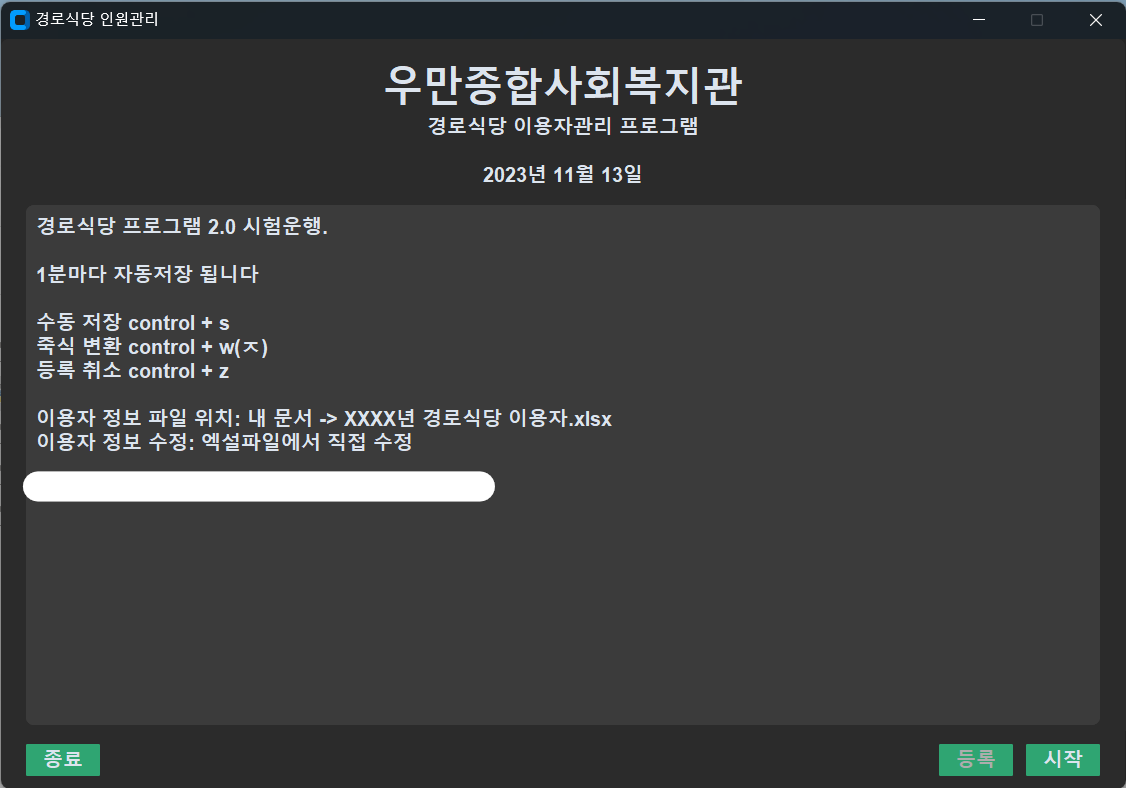 경로식당 인원관리
우만종합사회복지관
경로식당 이용자관리 프로그램
2023년 11월 13일
경로식당 프로그램 2.0 시험운행.
1분마다 자동저장 됩니다
수동 저장 control + s
죽식 변환 control + w(ㅈ)
등록 취소 control + z
이용자 정보 파일 위치: 내 문서 -> XXXX년 경로식당 이용자.xlsx
이용자 정보 수정: 엑설파일에서 직접 수정
종료
등록
시작